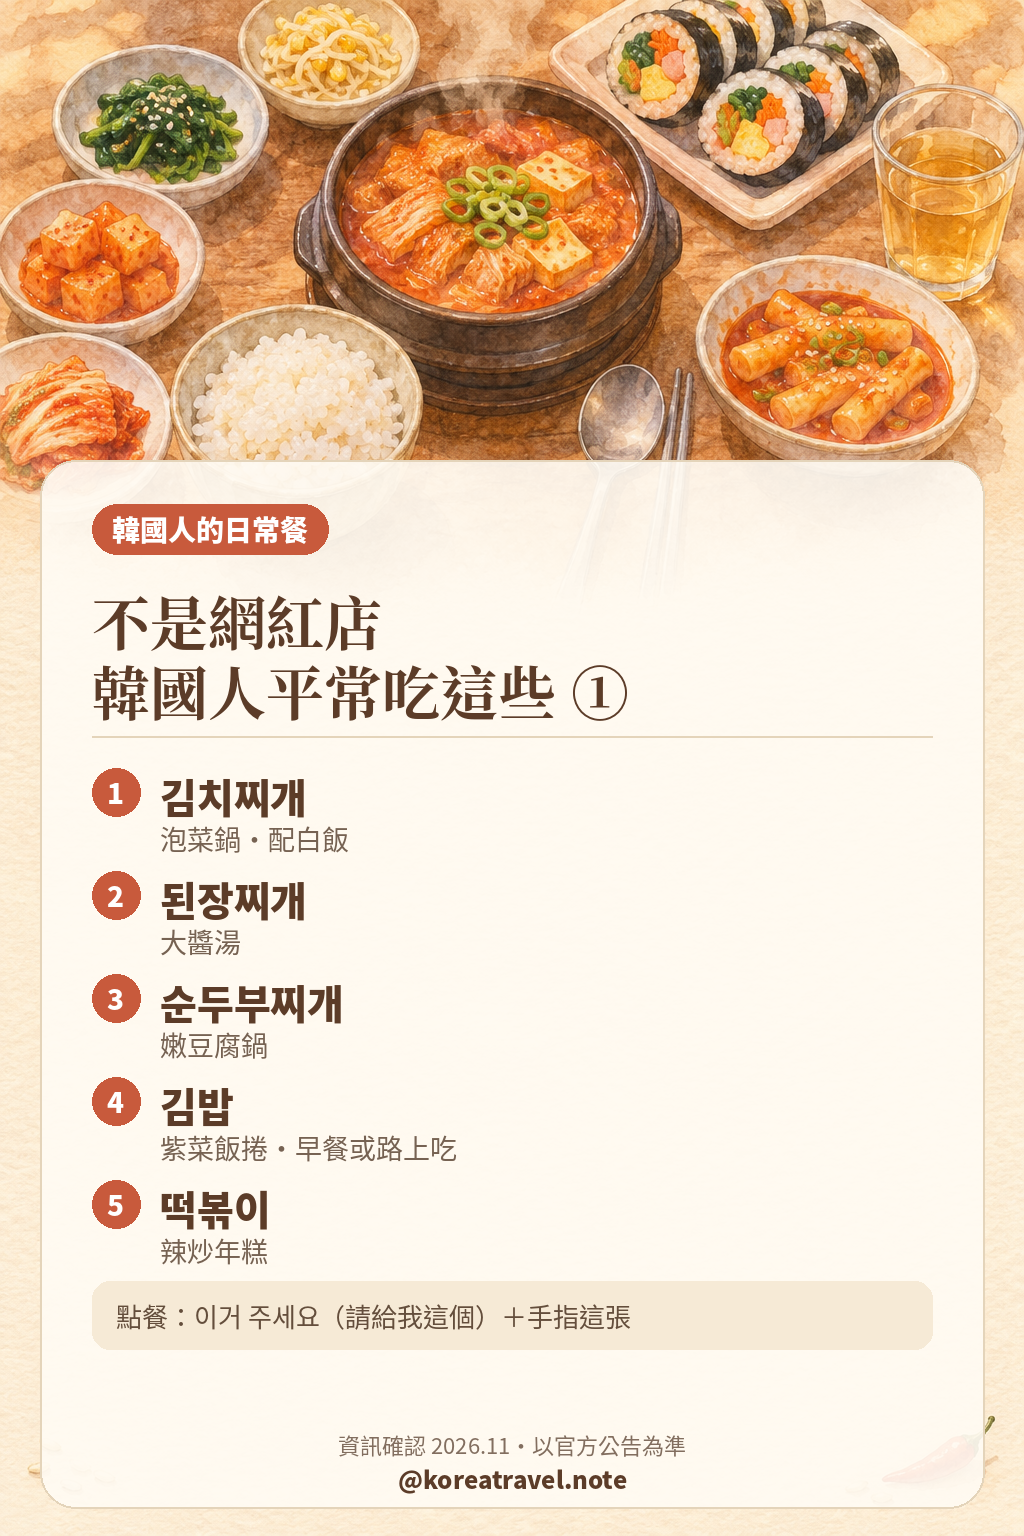 韓國人的日常餐
不是網紅店
韓國人平常吃這些 ①
1 김치찌개
泡菜鍋・配白飯
2 된장찌개
大醬湯
3 순두부찌개
嫩豆腐鍋
4 김밥
紫菜飯捲・早餐或路上吃
5 떡볶이
辣炒年糕
點餐：이거 주세요（請給我這個）＋手指這張
資訊確認 2026.11・以官方公告為準
@koreatravel.note